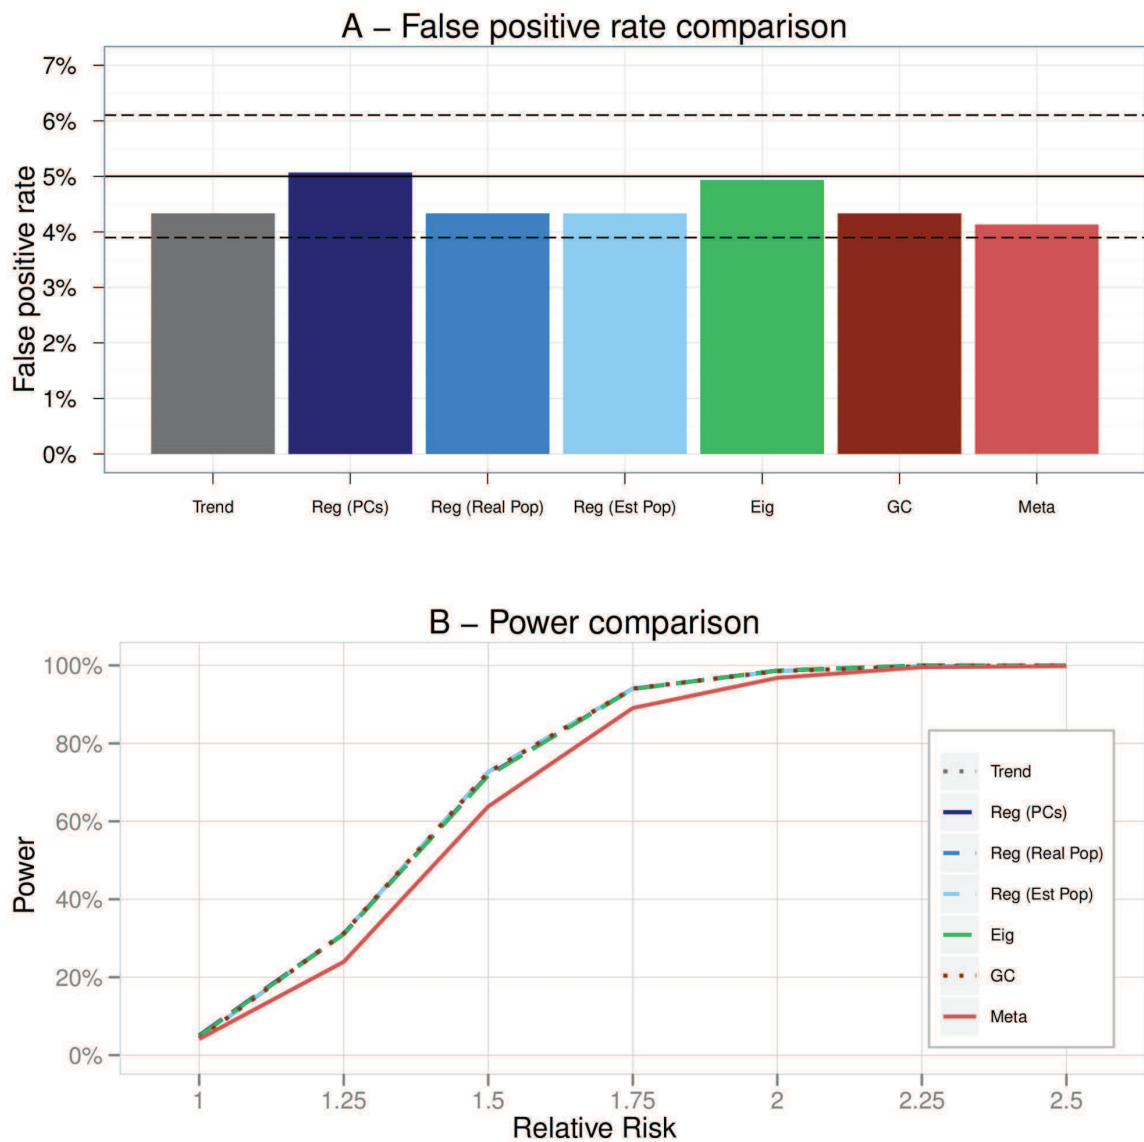 A – False positive rate comparison
7%
6%
5%
4%
3%
2%
1%
0%
False positive rate
Trend Reg (PCs) Reg (Real Pop) Reg (Est Pop) Eig GC Meta
B – Power comparison
100%
80%
60%
40%
20%
0%
Power
Trend
Reg (PCs)
Reg (Real Pop)
Reg (Est Pop)
Eig
GC
Meta
1 1.25 1.5 1.75 2 2.25 2.5
Relative Risk